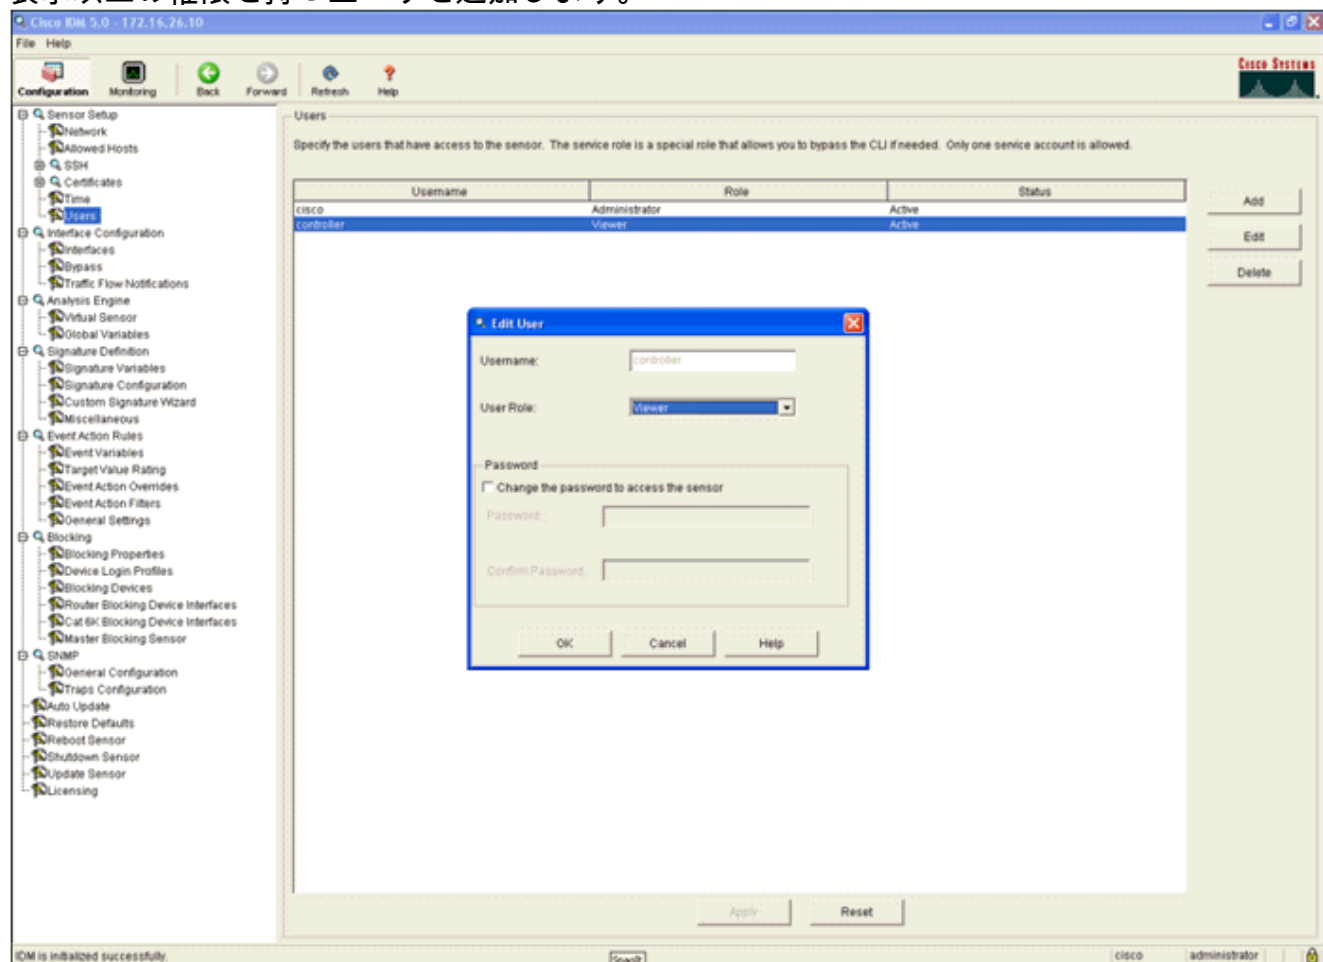 Cisco IDM 5.0 - 172.16.26.10
File Help
Configuration Monitoring Back Forward Refresh Help
CISCO SYSTEMS
Sensor Setup
Network
Allowed Hosts
SSH
Certificates
Time
Users
Interface Configuration
Interfaces
Bypass
Traffic Flow Notifications
Analysis Engine
Virtual Sensor
Global Variables
Signature Definition
Signature Variables
Signature Configuration
Custom Signature Wizard
Miscellaneous
Event Action Rules
Event Variables
Target Value Rating
Event Action Overrides
Event Action Filters
General Settings
Blocking
Blocking Properties
Device Login Profiles
Blocking Devices
Router Blocking Device Interfaces
Cat 6K Blocking Device Interfaces
Master Blocking Sensor
SNMP
General Configuration
Traps Configuration
Auto Update
Restore Defaults
Reboot Sensor
Shutdown Sensor
Update Sensor
Licensing
Users
Specify the users that have access to the sensor. The service role is a special role that allows you to bypass the CLI if needed. Only one service account is allowed.
Username Role Status
cisco Administrator Active
controller Viewer Active
Add
Edit
Delete
Edit User
Username: controller
User Role: Viewer
Password
Change the password to access the sensor
Password:
Confirm Password:
OK Cancel Help
Apply Reset
IDM is initialized successfully.
SnagIt
cisco administrator